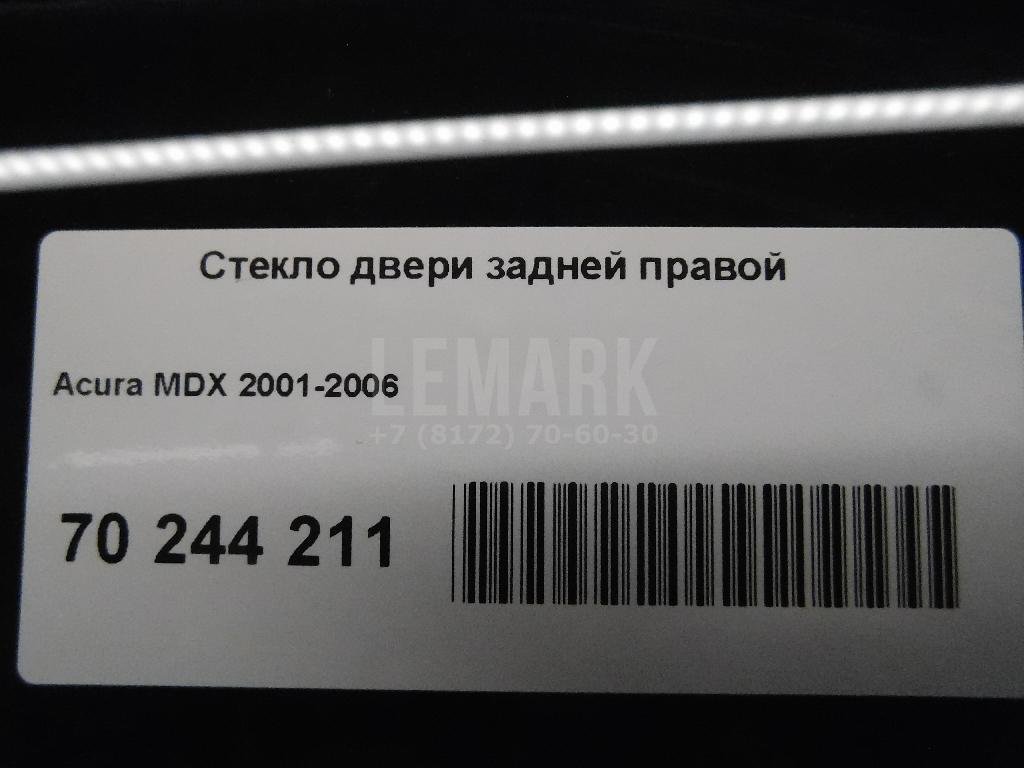 Стекло двери задней правой
LEMARK
Acura MDX 2001-2006
+7 (8172) 70-60-30
70 244 211